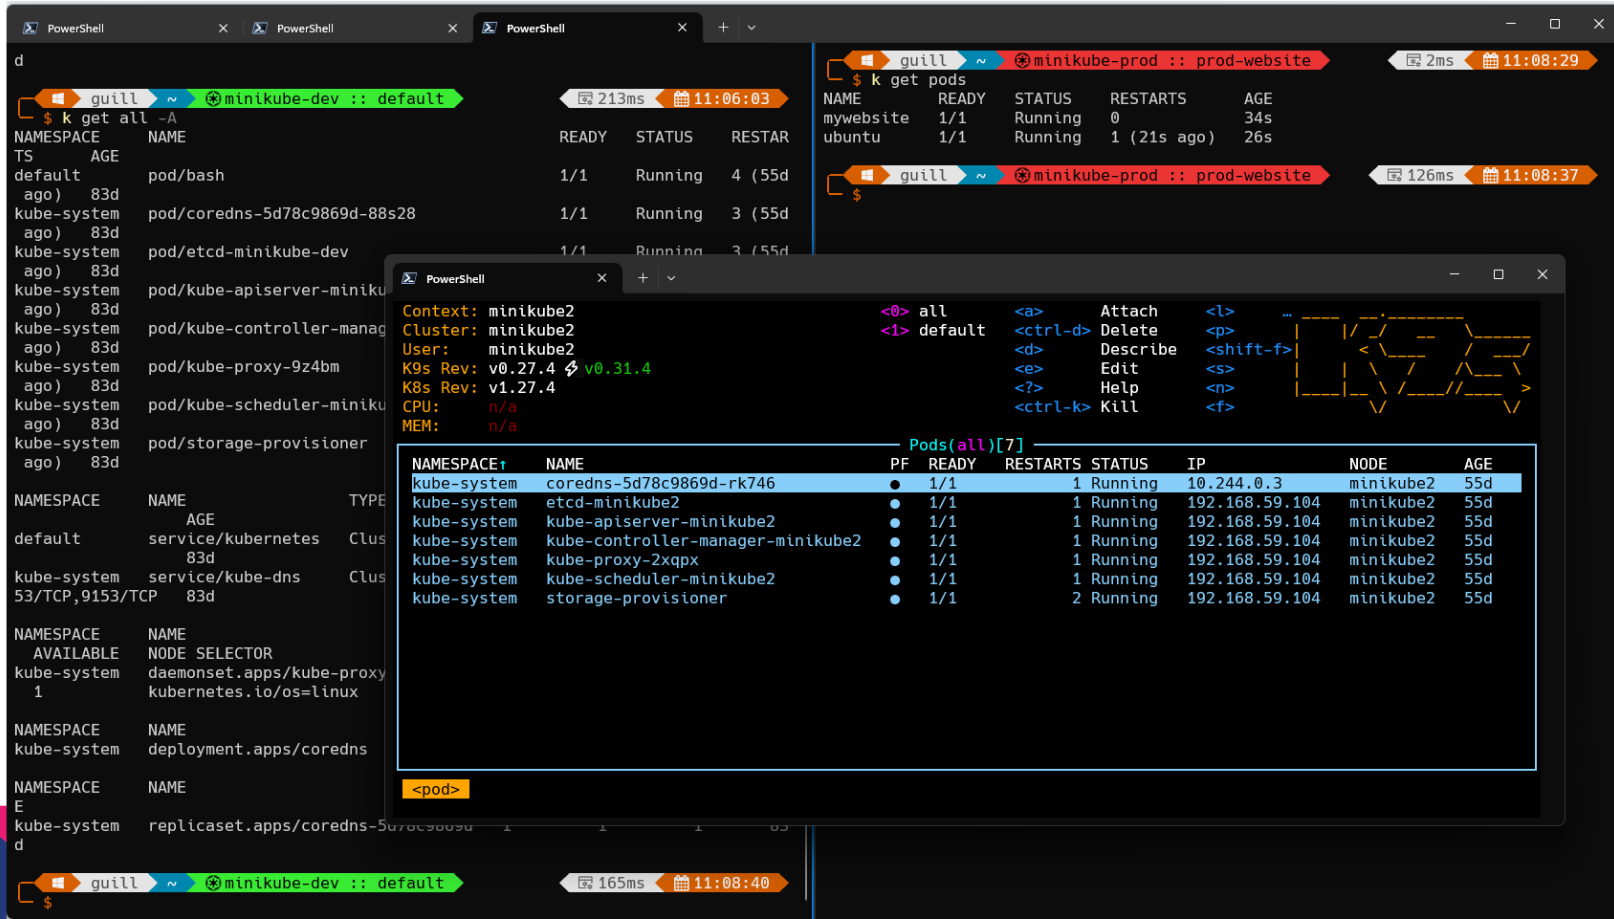 PowerShell
PowerShell
PowerShell
d
guill ~ minikube-dev :: default 213ms 11:06:03
$ k get all -A
NAMESPACE NAME READY STATUS RESTAR
TS AGE
default pod/bash 1/1 Running 4 (55d
ago) 83d
kube-system pod/coredns-5d78c9869d-88s28 1/1 Running 3 (55d
ago) 83d
kube-system pod/etcd-minikube-dev 1/1 Running 3 (55d
ago) 83d
kube-system pod/kube-apiserver-miniku
ago) 83d
kube-system pod/kube-controller-manag
ago) 83d
kube-system pod/kube-proxy-9z4bm
ago) 83d
kube-system pod/kube-scheduler-miniku
ago) 83d
kube-system pod/storage-provisioner
ago) 83d
NAMESPACE NAME TYPE
AGE
default service/kubernetes Clus
83d
kube-system service/kube-dns Clus
53/TCP,9153/TCP 83d
NAMESPACE NAME
AVAILABLE NODE SELECTOR
kube-system daemonset.apps/kube-proxy
1 kubernetes.io/os=linux
NAMESPACE NAME
kube-system deployment.apps/coredns
NAMESPACE NAME
E
kube-system replicaset.apps/coredns-5d78c9869d 1 1 1 83
d
guill ~ minikube-dev :: default 165ms 11:08:40
$
guill ~ minikube-prod :: prod-website 2ms 11:08:29
$ k get pods
NAME READY STATUS RESTARTS AGE
mywebsite 1/1 Running 0 34s
ubuntu 1/1 Running 1 (21s ago) 26s
guill ~ minikube-prod :: prod-website 126ms 11:08:37
$
PowerShell
Context: minikube2 <0> all <a> Attach <l> …
Cluster: minikube2 <1> default <ctrl-d> Delete <p>
User: minikube2 <d> Describe <shift-f>
K9s Rev: v0.27.4 ⚡v0.31.4 <e> Edit <s>
K8s Rev: v1.27.4 <?> Help <n>
CPU: n/a <ctrl-k> Kill <f>
MEM: n/a
Pods(all)[7]
NAMESPACE↑ NAME PF READY RESTARTS STATUS IP NODE AGE
kube-system coredns-5d78c9869d-rk746 ● 1/1 1 Running 10.244.0.3 minikube2 55d
kube-system etcd-minikube2 ● 1/1 1 Running 192.168.59.104 minikube2 55d
kube-system kube-apiserver-minikube2 ● 1/1 1 Running 192.168.59.104 minikube2 55d
kube-system kube-controller-manager-minikube2 ● 1/1 1 Running 192.168.59.104 minikube2 55d
kube-system kube-proxy-2xqpx ● 1/1 1 Running 192.168.59.104 minikube2 55d
kube-system kube-scheduler-minikube2 ● 1/1 1 Running 192.168.59.104 minikube2 55d
kube-system storage-provisioner ● 1/1 2 Running 192.168.59.104 minikube2 55d
<pod>